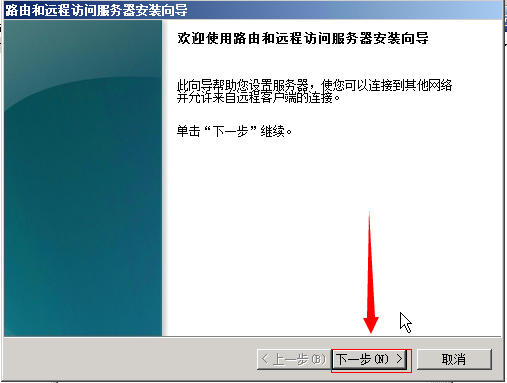 路由和远程访问服务器安装向导
欢迎使用路由和远程访问服务器安装向导
此向导帮助您设置服务器，使您可以连接到其他网络
并允许来自远程客户端的连接。
单击“下一步”继续。
< 上一步(B)  下一步(N) >  取消